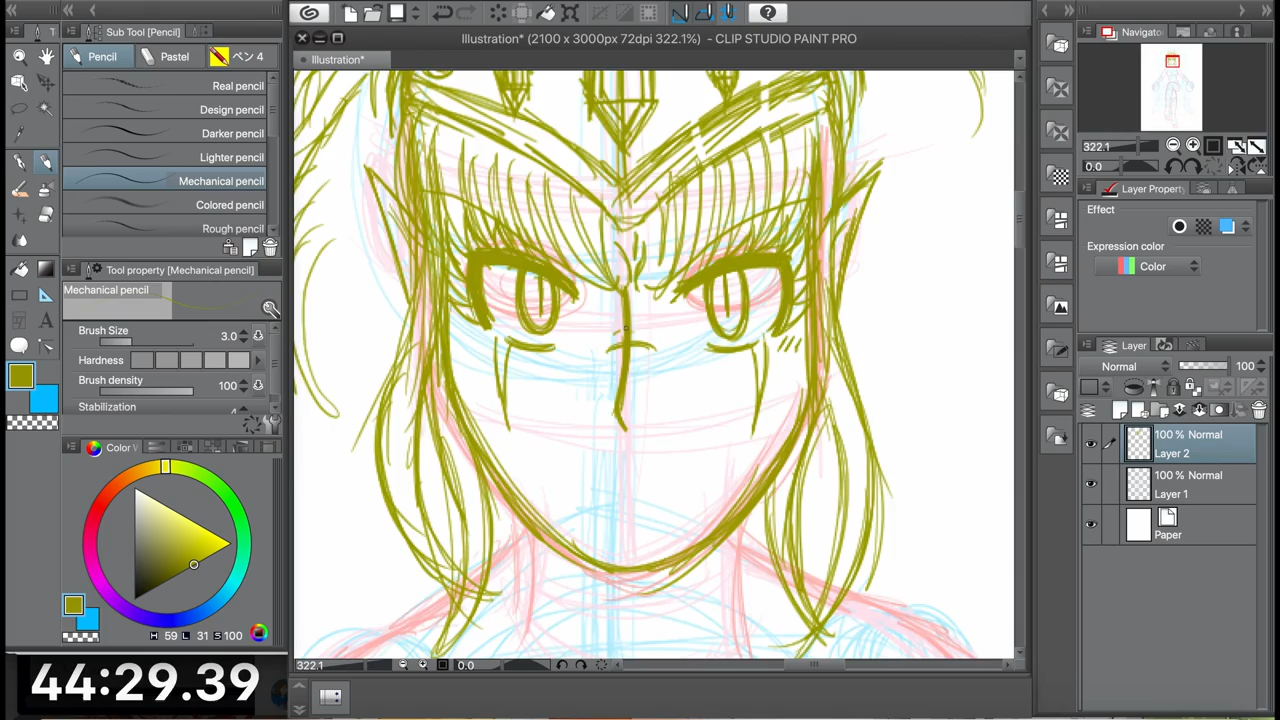 Illustration* (2100 x 3000px 72dpi 322.1%) - CLIP STUDIO PAINT PRO
Illustration*
Sub Tool [Pencil]
Pencil
Pastel
ペン 4
Real pencil
Design pencil
Darker pencil
Lighter pencil
Mechanical pencil
Colored pencil
Rough pencil
Tool property [Mechanical pencil]
Mechanical pencil
Brush Size 3.0
Hardness
Brush density 100
Stabilization 4
Color
H 59 L 31 S 100
44:29.39
322.1
0.0
Navigator
322.1
0.0
Layer Property
Effect
Expression color
Color
Layer
Normal 100
100 % Normal
Layer 2
100 % Normal
Layer 1
Paper